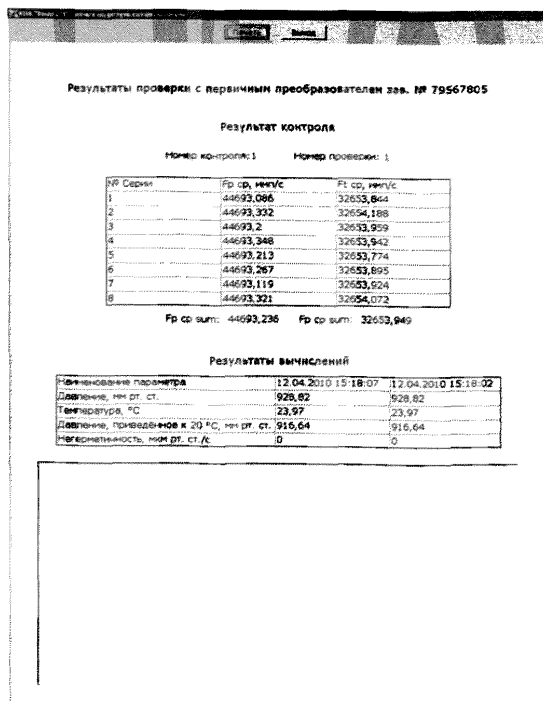 Печать Выход
Результаты проверки с первичным преобразователем зав. № 79567805
Результат контроля
Номер контроля: 1 Номер проверки: 1
№ Серии Fp ср, имп/с Ft ср, имп/с
1 44693,086 32653,844
2 44693,332 32654,188
3 44693,2 32653,959
4 44693,348 32653,942
5 44693,213 32653,774
6 44693,267 32653,895
7 44693,119 32653,924
8 44693,321 32654,072
Fp ср sum: 44693,236 Fp ср sum: 32653,949
Результаты вычислений
Наименование параметра 12.04.2010 15:18:07 12.04.2010 15:18:02
Давление, мм рт. ст. 928,82 928,82
Температура, °C 23,97 23,97
Давление, приведённое к 20 °C, мм рт. ст. 916,64 916,64
Негерметичность, мкм рт. ст./с 0 0